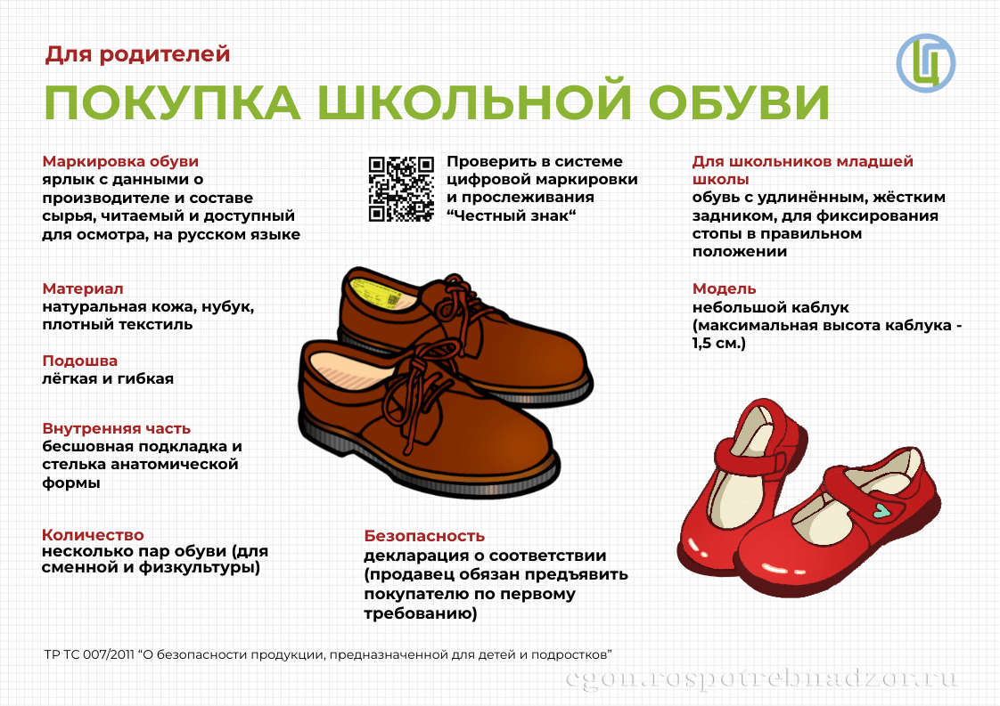 Для родителей
ПОКУПКА ШКОЛЬНОЙ ОБУВИ
Маркировка обуви
ярлык с данными о
производителе и составе
сырья, читаемый и доступный
для осмотра, на русском языке
Проверить в системе
цифровой маркировки
и прослеживания
“Честный знак“
Для школьников младшей
школы
обувь с удлинённым, жёстким
задником, для фиксирования
стопы в правильном
положении
Материал
натуральная кожа, нубук,
плотный текстиль
Модель
небольшой каблук
(максимальная высота каблука -
1,5 см.)
Подошва
лёгкая и гибкая
Внутренняя часть
бесшовная подкладка и
стелька анатомической
формы
Количество
несколько пар обуви (для
сменной и физкультуры)
Безопасность
декларация о соответствии
(продавец обязан предъявить
покупателю по первому
требованию)
ТР ТС 007/2011 “О безопасности продукции, предназначенной для детей и подростков”
cgon.rospotrebnadzor.ru